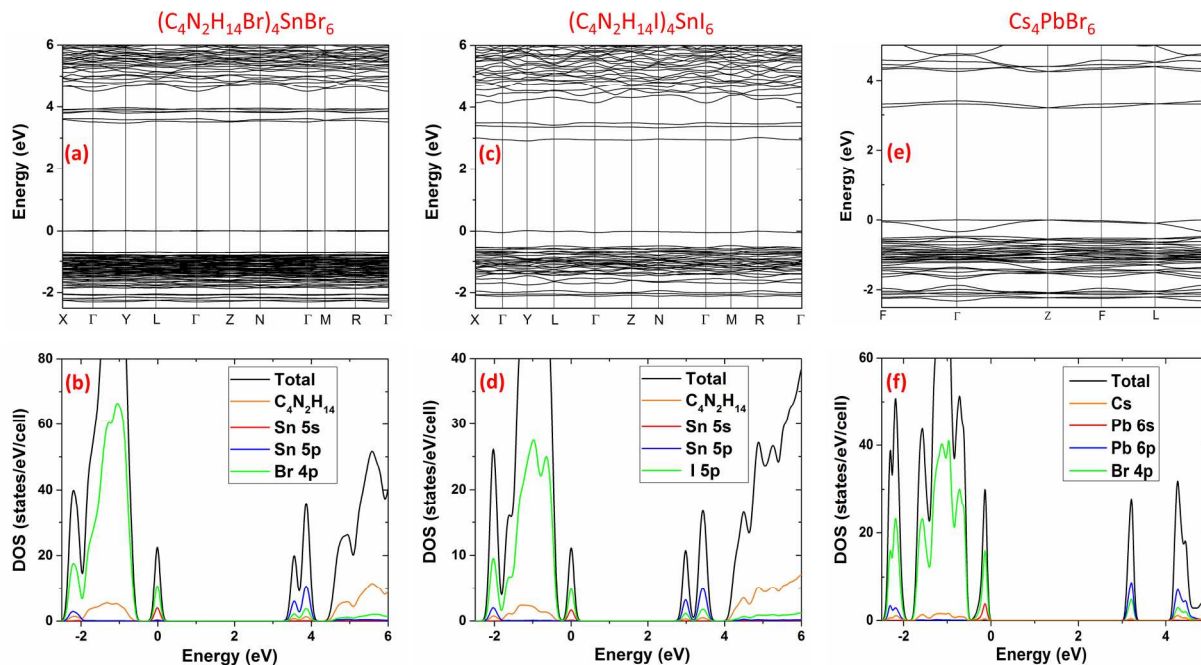 (C₄N₂H₁₄Br)₄SnBr₆
(C₄N₂H₁₄I)₄SnI₆
Cs₄PbBr₆
(a)
Energy (eV)
6
4
2
0
-2
X Γ Y L Γ Z N Γ M R Γ
(c)
Energy (eV)
6
4
2
0
-2
X Γ Y L Γ Z N Γ M R Γ
(e)
Energy (eV)
4
2
0
-2
F Γ Z F L
(b)
DOS (states/eV/cell)
80
60
40
20
0
Total
C₄N₂H₁₄
Sn 5s
Sn 5p
Br 4p
-2 0 2 4 6
Energy (eV)
(d)
DOS (states/eV/cell)
40
30
20
10
0
Total
C₄N₂H₁₄
Sn 5s
Sn 5p
I 5p
-2 0 2 4 6
Energy (eV)
(f)
DOS (states/eV/cell)
60
40
20
0
Total
Cs
Pb 6s
Pb 6p
Br 4p
-2 0 2 4
Energy (eV)